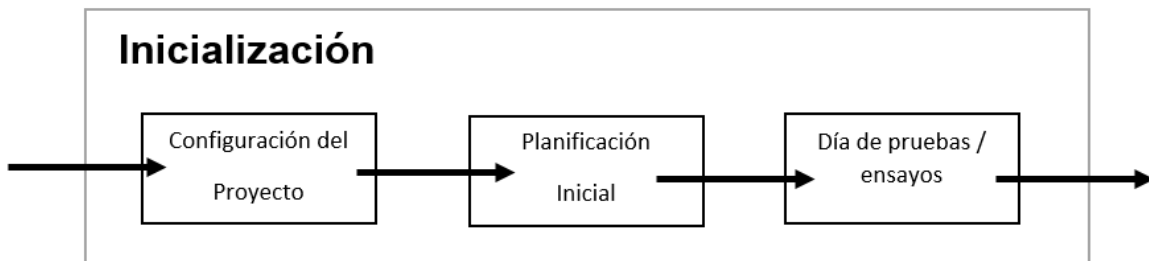 Inicialización
Configuración del
Proyecto
Planificación
Inicial
Día de pruebas /
ensayos